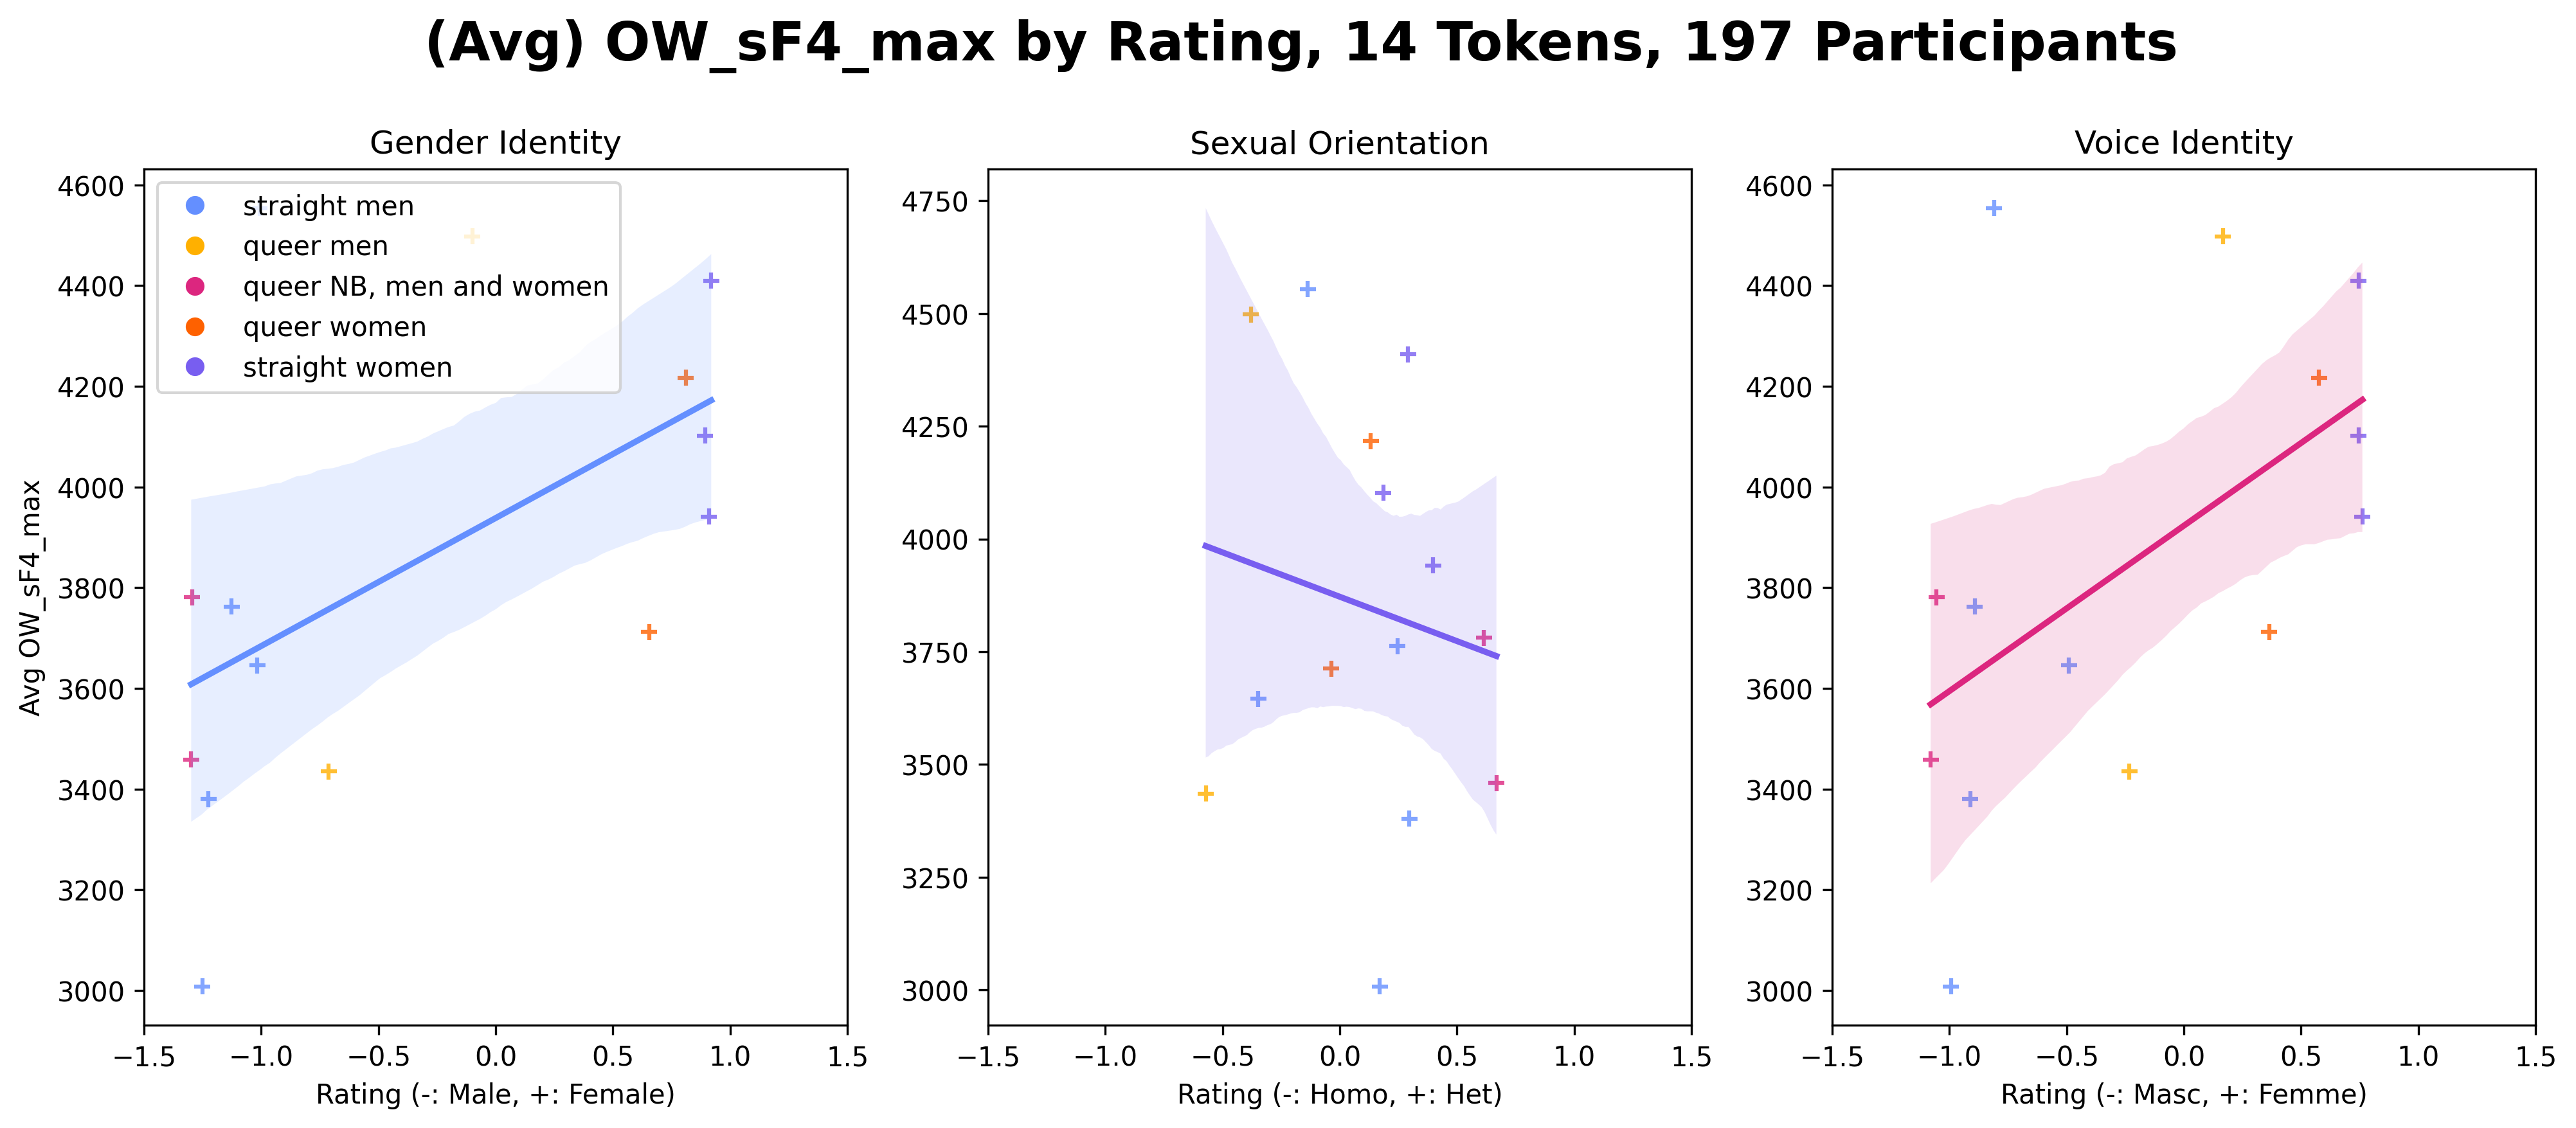 (Avg) OW_sF4_max by Rating, 14 Tokens, 197 Participants
Gender Identity
Sexual Orientation
Voice Identity
straight men
queer men
queer NB, men and women
queer women
straight women
Avg OW_sF4_max
4600
4400
4200
4000
3800
3600
3400
3200
3000
−1.5 −1.0 −0.5 0.0 0.5 1.0 1.5
Rating (-: Male, +: Female)
4750
4500
4250
4000
3750
3500
3250
3000
−1.5 −1.0 −0.5 0.0 0.5 1.0 1.5
Rating (-: Homo, +: Het)
4600
4400
4200
4000
3800
3600
3400
3200
3000
−1.5 −1.0 −0.5 0.0 0.5 1.0 1.5
Rating (-: Masc, +: Femme)